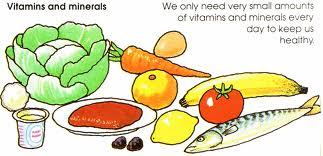 Vitamins and minerals
We only need very small amounts
of vitamins and minerals every
day to keep us
healthy.